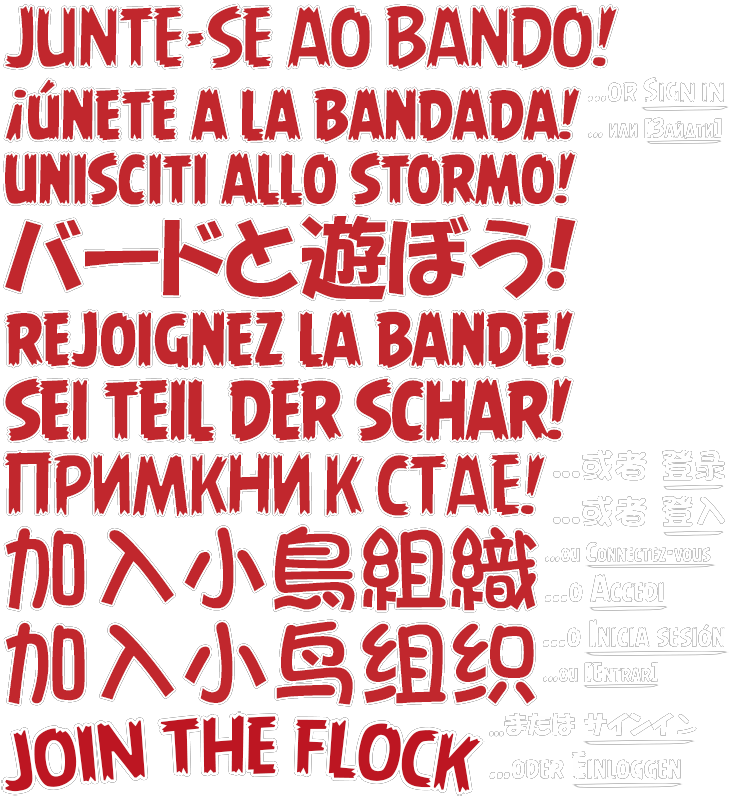 JUNTE-SE AO BANDO!
¡ÚNETE A LA BANDADA!
...OR SIGN IN
... ИЛИ [ЗАЙДТИ]
UNISCITI ALLO STORMO!
バードと遊ぼう!
REJOIGNEZ LA BANDE!
SEI TEIL DER SCHAR!
ПРИМКНИ К СТАЕ!
...或者 登录
...或者 登入
加入小鳥組織
...OU CONNECTEZ-VOUS
...O ACCEDI
加入小鸟组织
...O INICIA SESIÓN
...OU [ENTRAR]
JOIN THE FLOCK
...または サインイン
...ODER EINLOGGEN